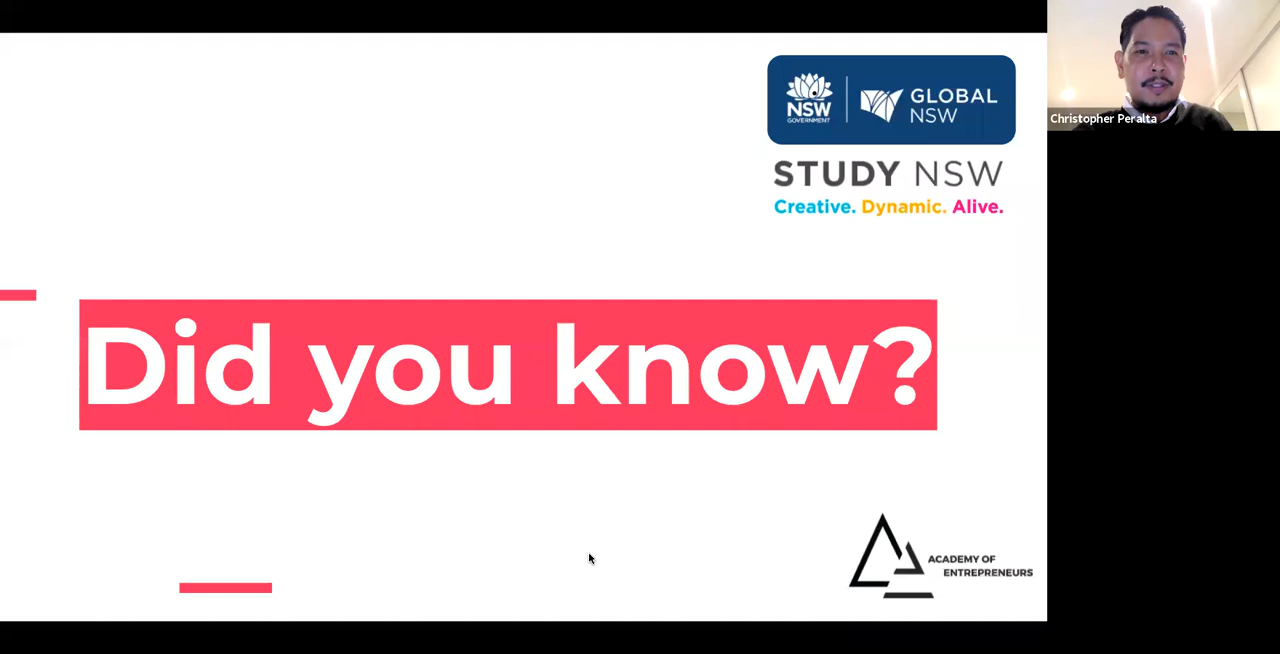 NSW
GOVERNMENT
GLOBAL
NSW
STUDY NSW
Creative. Dynamic. Alive.
Christopher Peralta
Did you know?
ACADEMY OF
ENTREPRENEURS